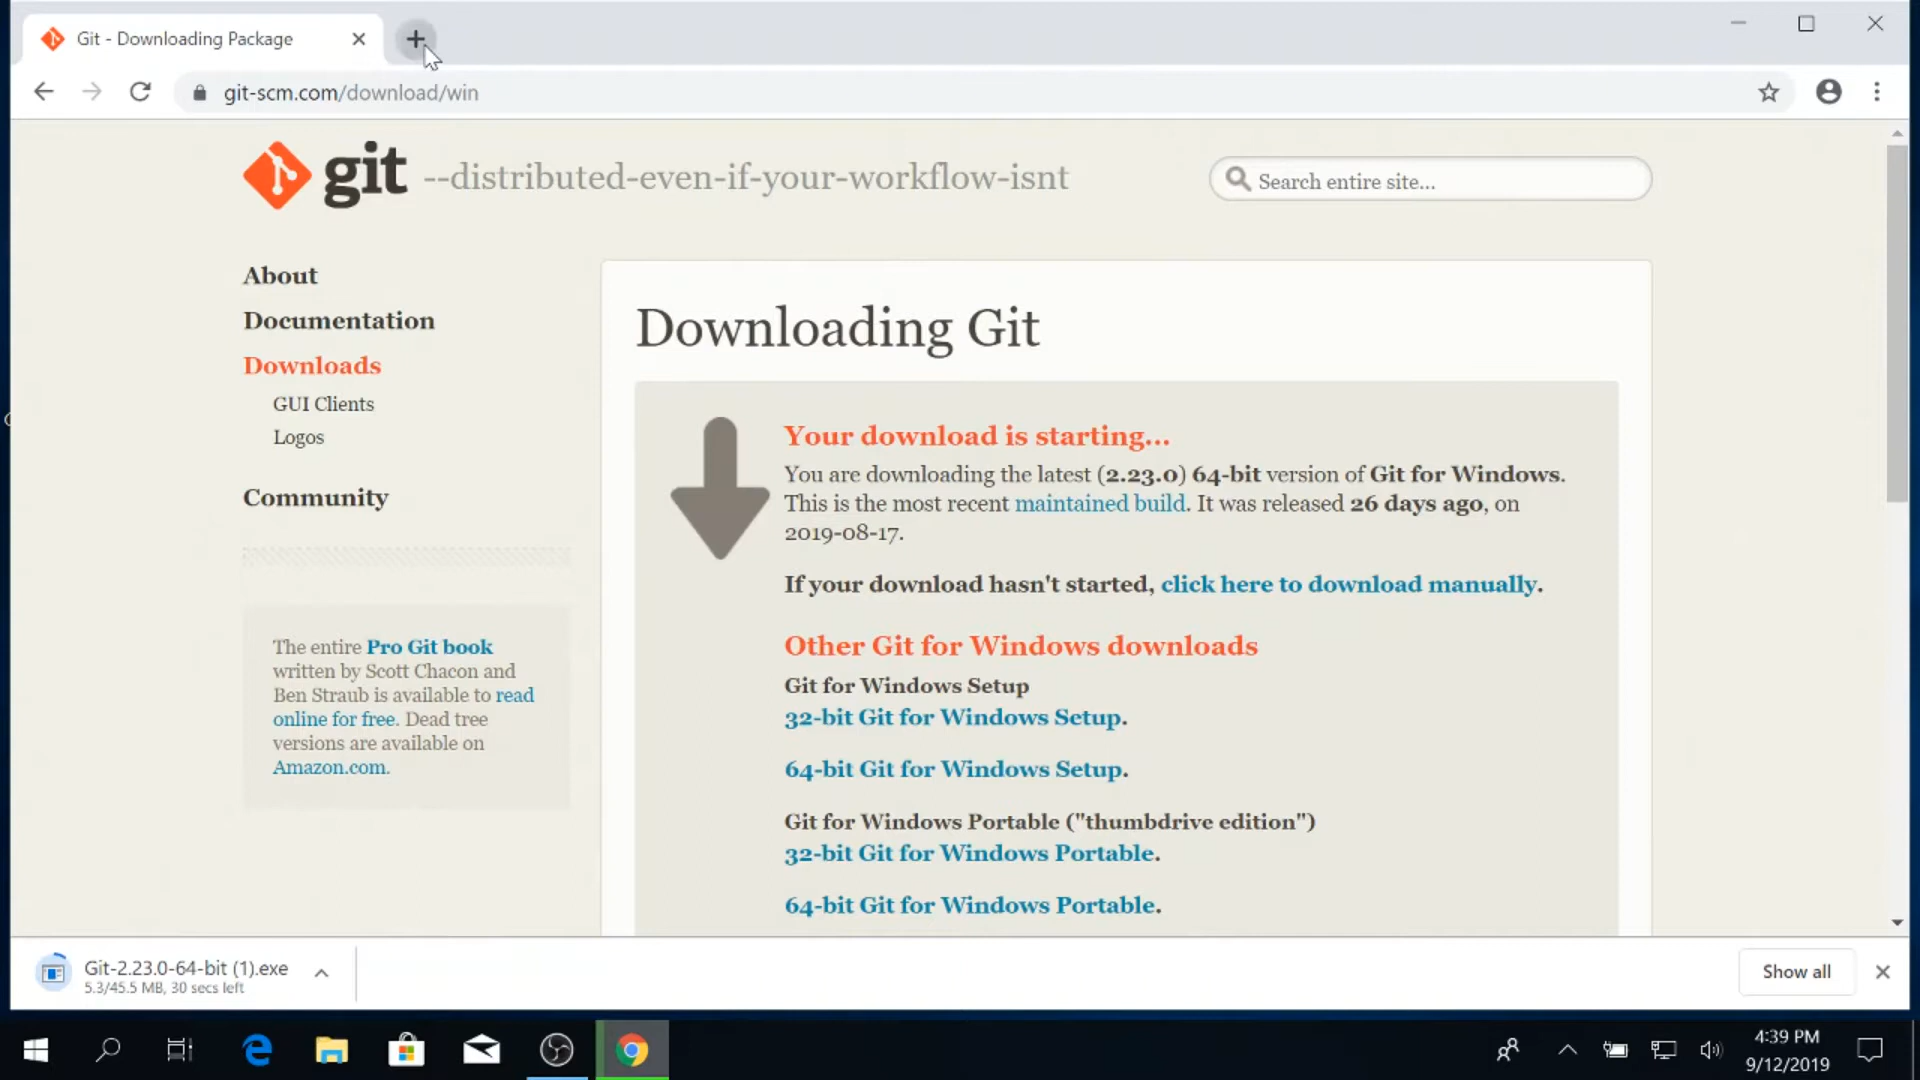 Git - Downloading Package
git-scm.com/download/win
git --distributed-even-if-your-workflow-isnt
Search entire site...
About
Documentation
Downloads
GUI Clients
Logos
Community
The entire Pro Git book
written by Scott Chacon and
Ben Straub is available to read
online for free. Dead tree
versions are available on
Amazon.com.
Downloading Git
Your download is starting...
You are downloading the latest (2.23.0) 64-bit version of Git for Windows.
This is the most recent maintained build. It was released 26 days ago, on
2019-08-17.
If your download hasn't started, click here to download manually.
Other Git for Windows downloads
Git for Windows Setup
32-bit Git for Windows Setup.
64-bit Git for Windows Setup.
Git for Windows Portable ("thumbdrive edition")
32-bit Git for Windows Portable.
64-bit Git for Windows Portable.
Git-2.23.0-64-bit (1).exe
5.3/45.5 MB, 30 secs left
Show all
4:39 PM
9/12/2019